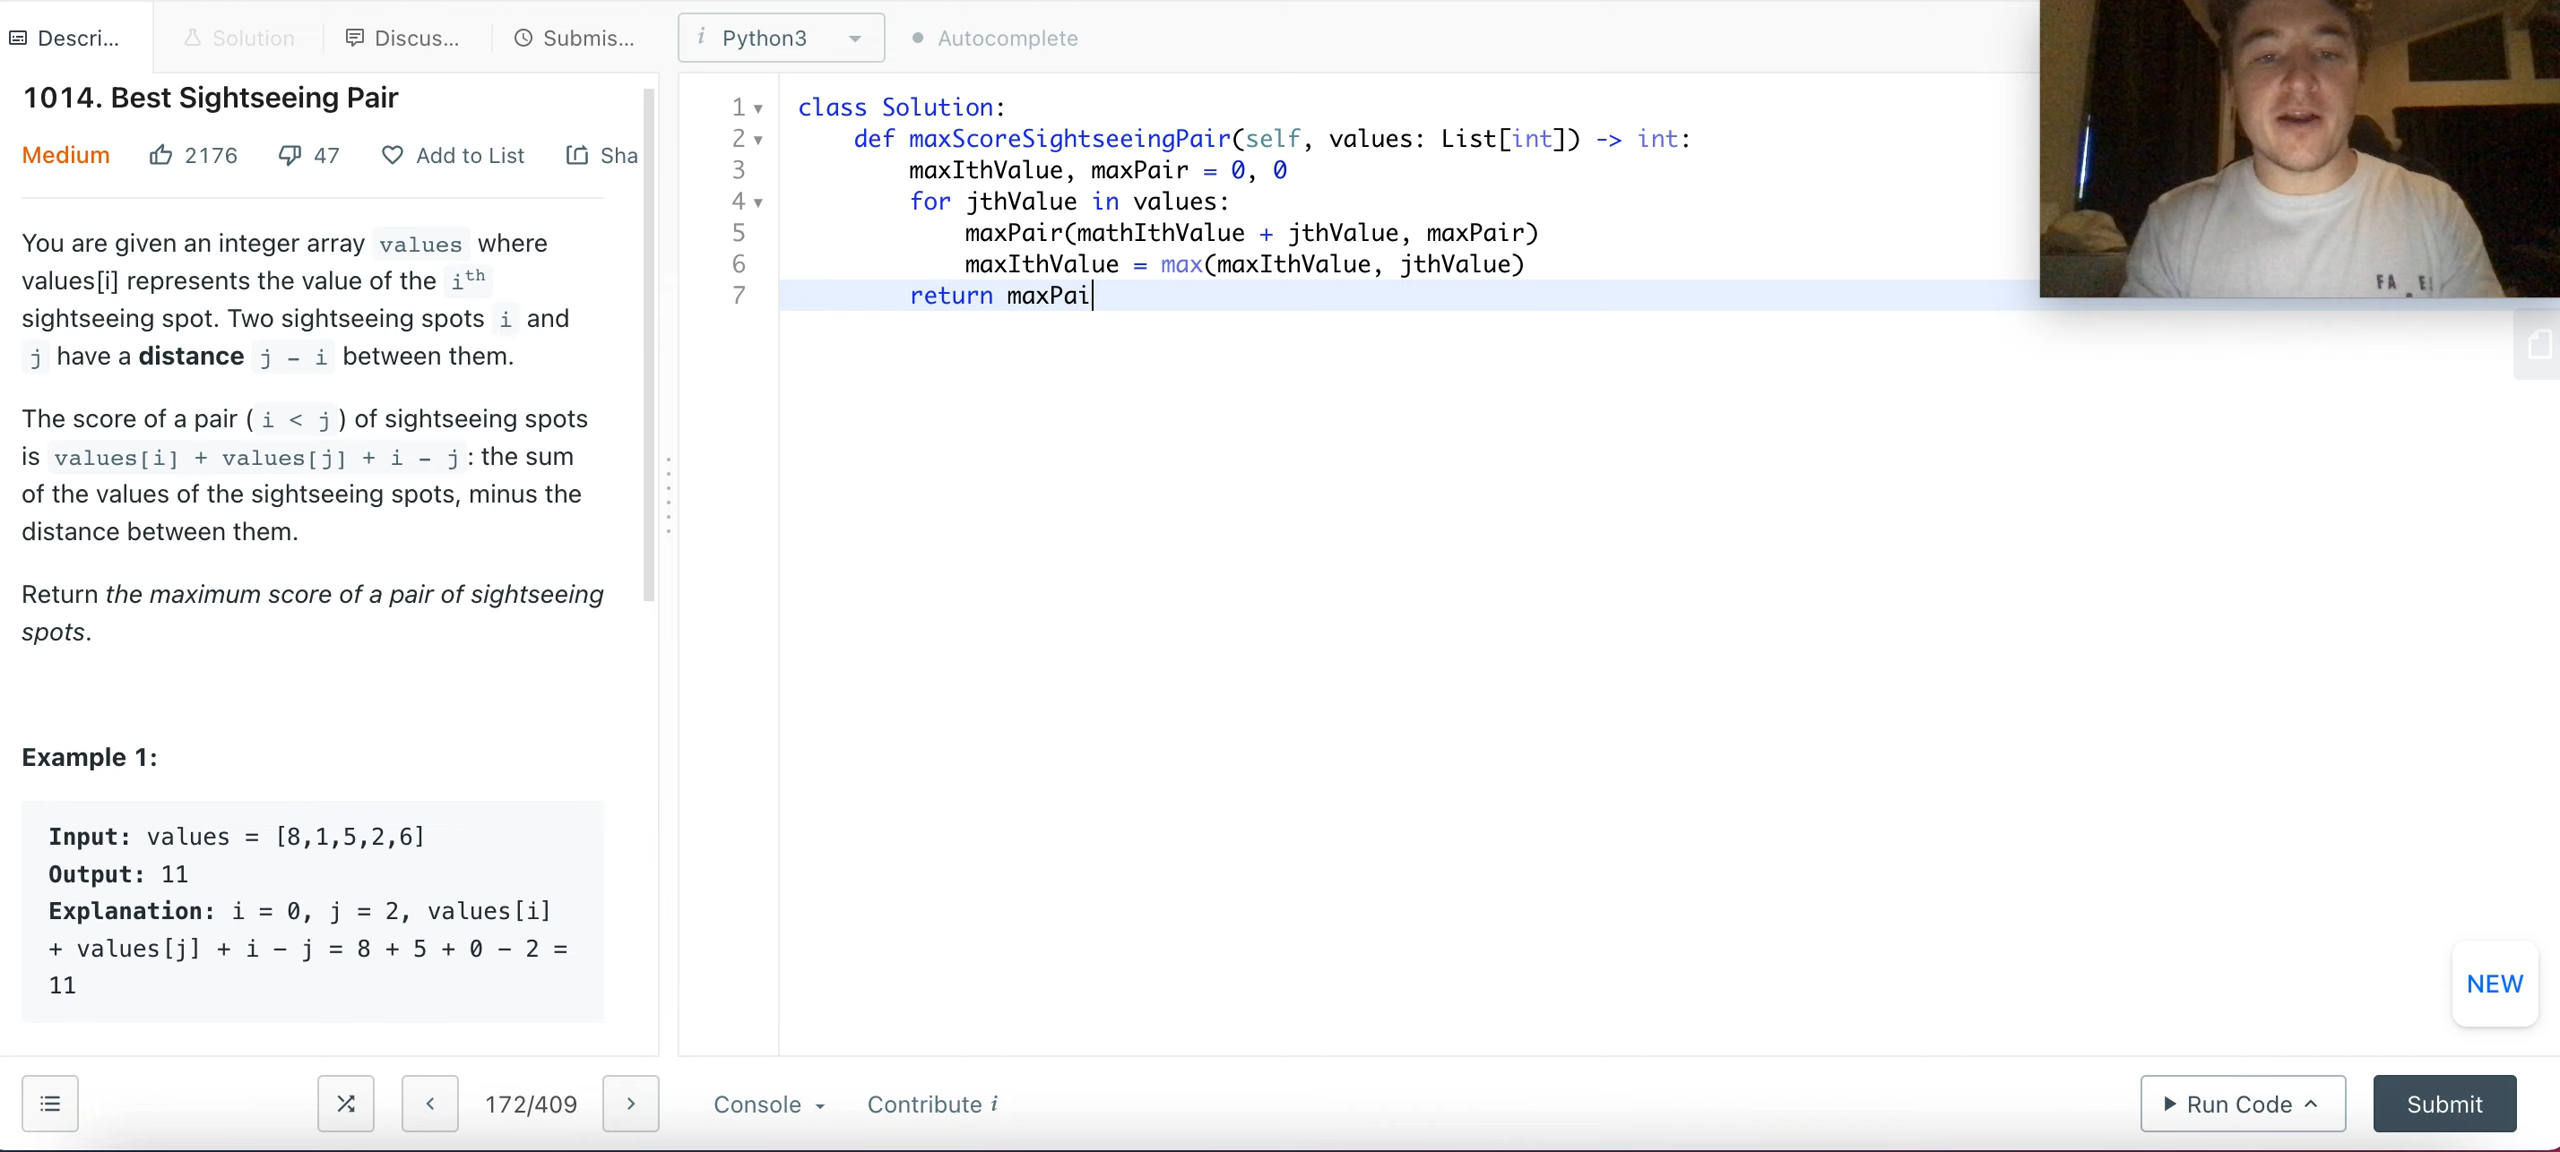 Descri...
Solution
Discus...
Submis...
i Python3
Autocomplete
1014. Best Sightseeing Pair
Medium 2176 47 Add to List Sha
You are given an integer array values where
values[i] represents the value of the ith
sightseeing spot. Two sightseeing spots i and
j have a distance j - i between them.
The score of a pair (i < j) of sightseeing spots
is values[i] + values[j] + i - j: the sum
of the values of the sightseeing spots, minus the
distance between them.
Return the maximum score of a pair of sightseeing
spots.
Example 1:
Input: values = [8,1,5,2,6]
Output: 11
Explanation: i = 0, j = 2, values[i]
+ values[j] + i - j = 8 + 5 + 0 - 2 =
11
1 class Solution:
2 def maxScoreSightseeingPair(self, values: List[int]) -> int:
3 maxIthValue, maxPair = 0, 0
4 for jthValue in values:
5 maxPair(mathIthValue + jthValue, maxPair)
6 maxIthValue = max(maxIthValue, jthValue)
7 return maxPai
NEW
172/409
Console
Contribute i
Run Code
Submit